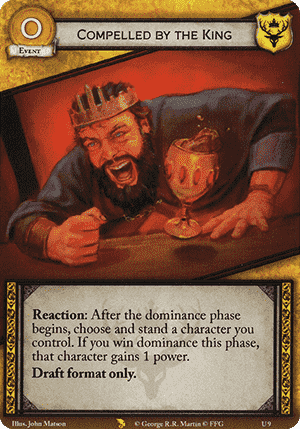 0
EVENT
COMPELLED BY THE KING
Reaction: After the dominance phase
begins, choose and stand a character you
control. If you win dominance this phase,
that character gains 1 power.
Draft format only.
Illus. John Matson
© George R.R. Martin © FFG
U9